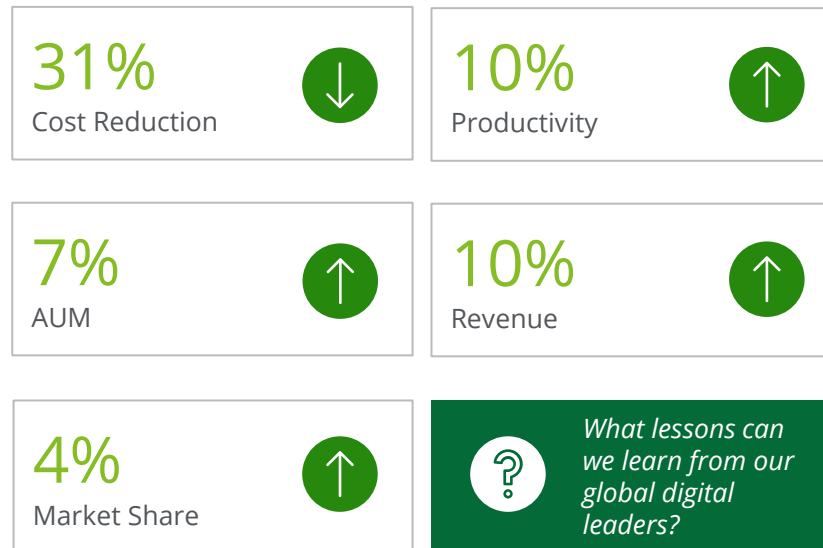 31%
Cost Reduction
10%
Productivity
7%
AUM
10%
Revenue
4%
Market Share
What lessons can
we learn from our
global digital
leaders?